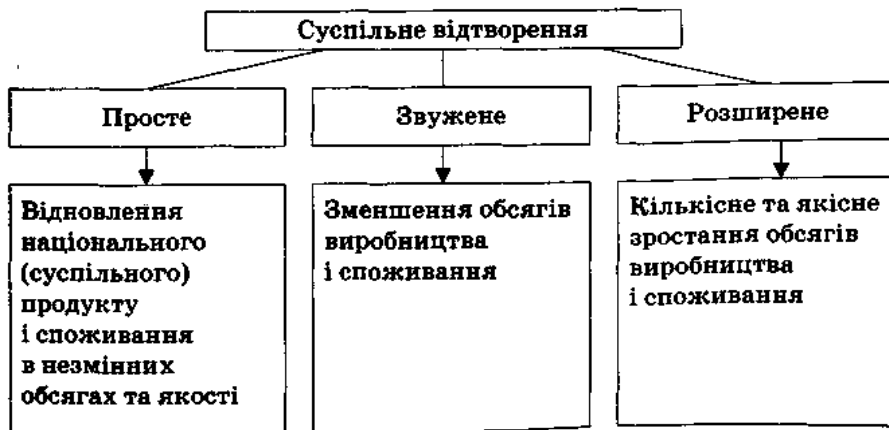 Суспільне відтворення
Просте
Звужене
Розширене
Відновлення
національного
(суспільного)
продукту
і споживання
в незмінних
обсягах та якості
Зменшення обсягів
виробництва
і споживання
Кількісне та якісне
зростання обсягів
виробництва
і споживання